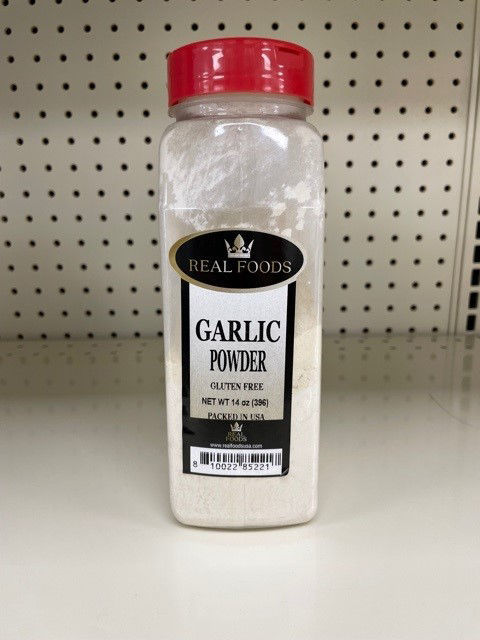 REAL FOODS
GARLIC
POWDER
GLUTEN FREE
NET WT 14 oz (396)
PACKED IN USA
REAL
FOODS
www.realfoodsusa.com
8 10022 85221